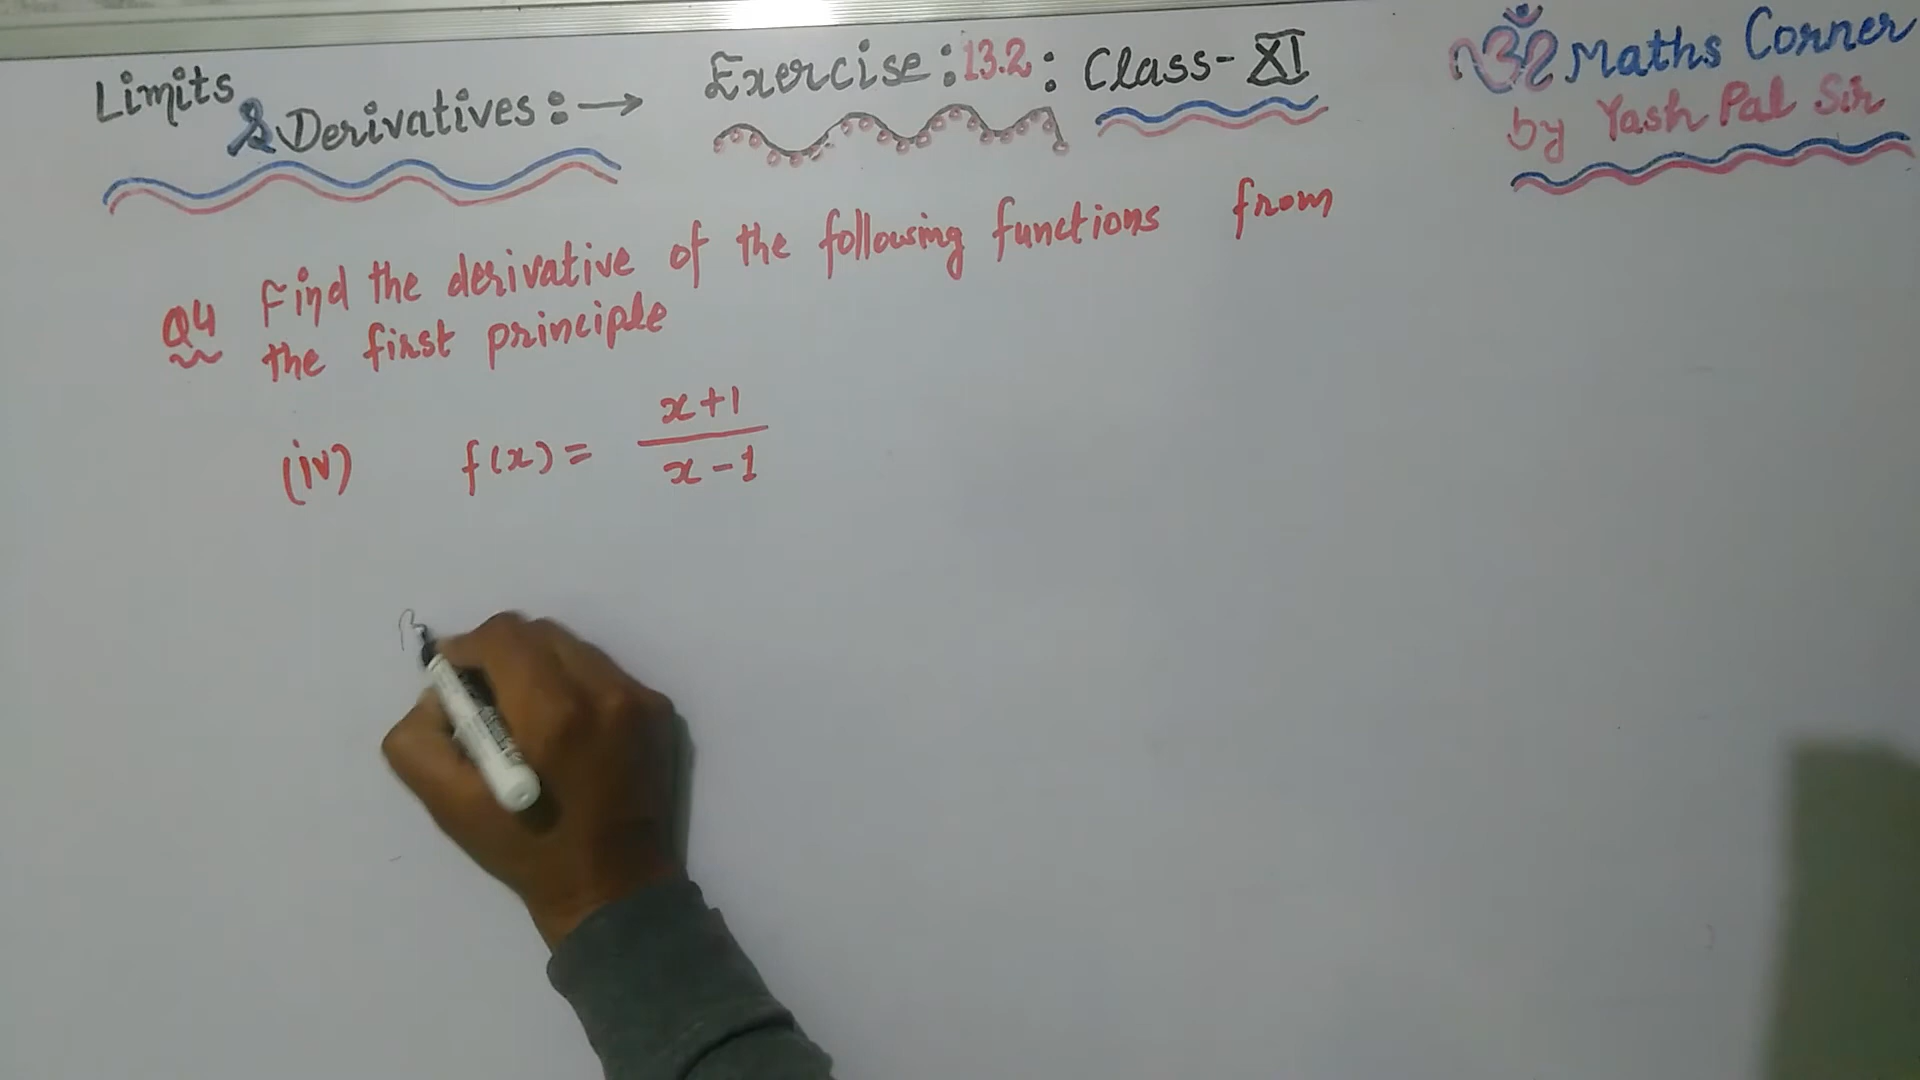 Limits & Derivatives :→
Exercise : 13.2 : Class- XI
ॐ Maths Corner
by Yash Pal Sir
Q4 Find the derivative of the following functions from
the first principle
(iv) f(x) = x+1 / x-1